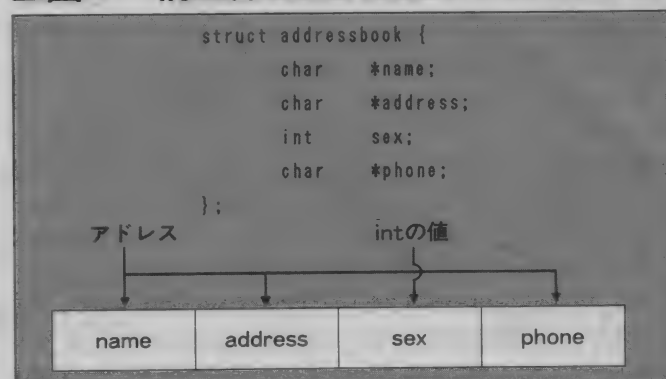 struct addressbook {
char *name;
char *address;
int sex;
char *phone;
};
アドレス intの値
name address sex phone